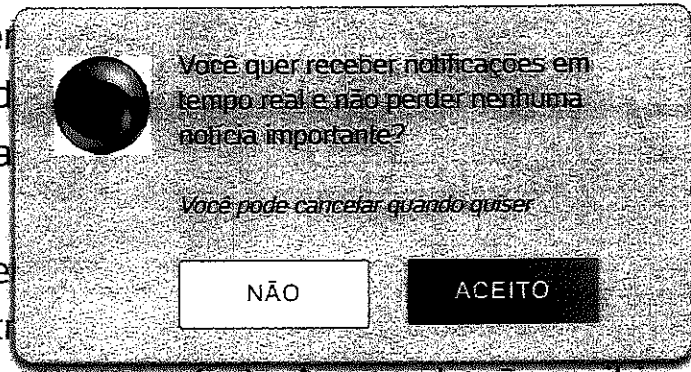 Você quer receber notificações em
tempo real e não perder nenhuma
notícia importante?
Você pode cancelar quando quiser
NÃO
ACEITO